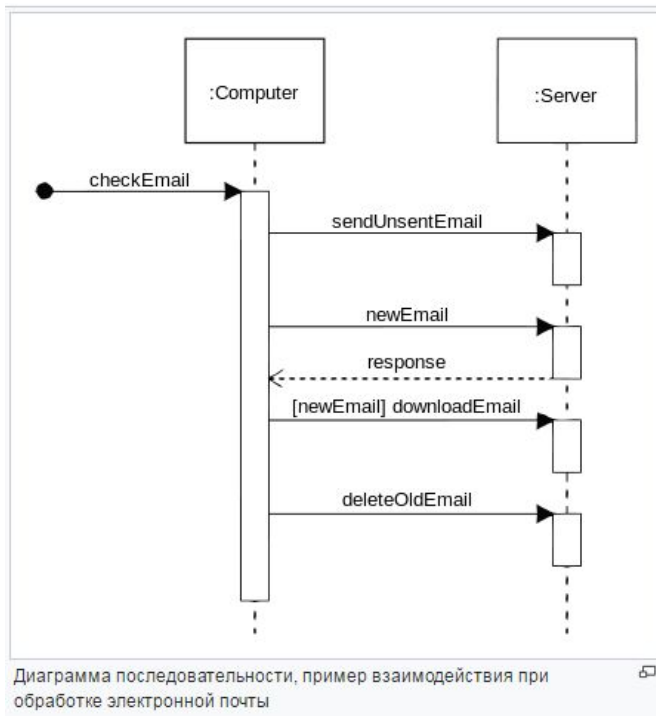 :Computer
:Server
checkEmail
sendUnsentEmail
newEmail
response
[newEmail] downloadEmail
deleteOldEmail
Диаграмма последовательности, пример взаимодействия при
обработке электронной почты